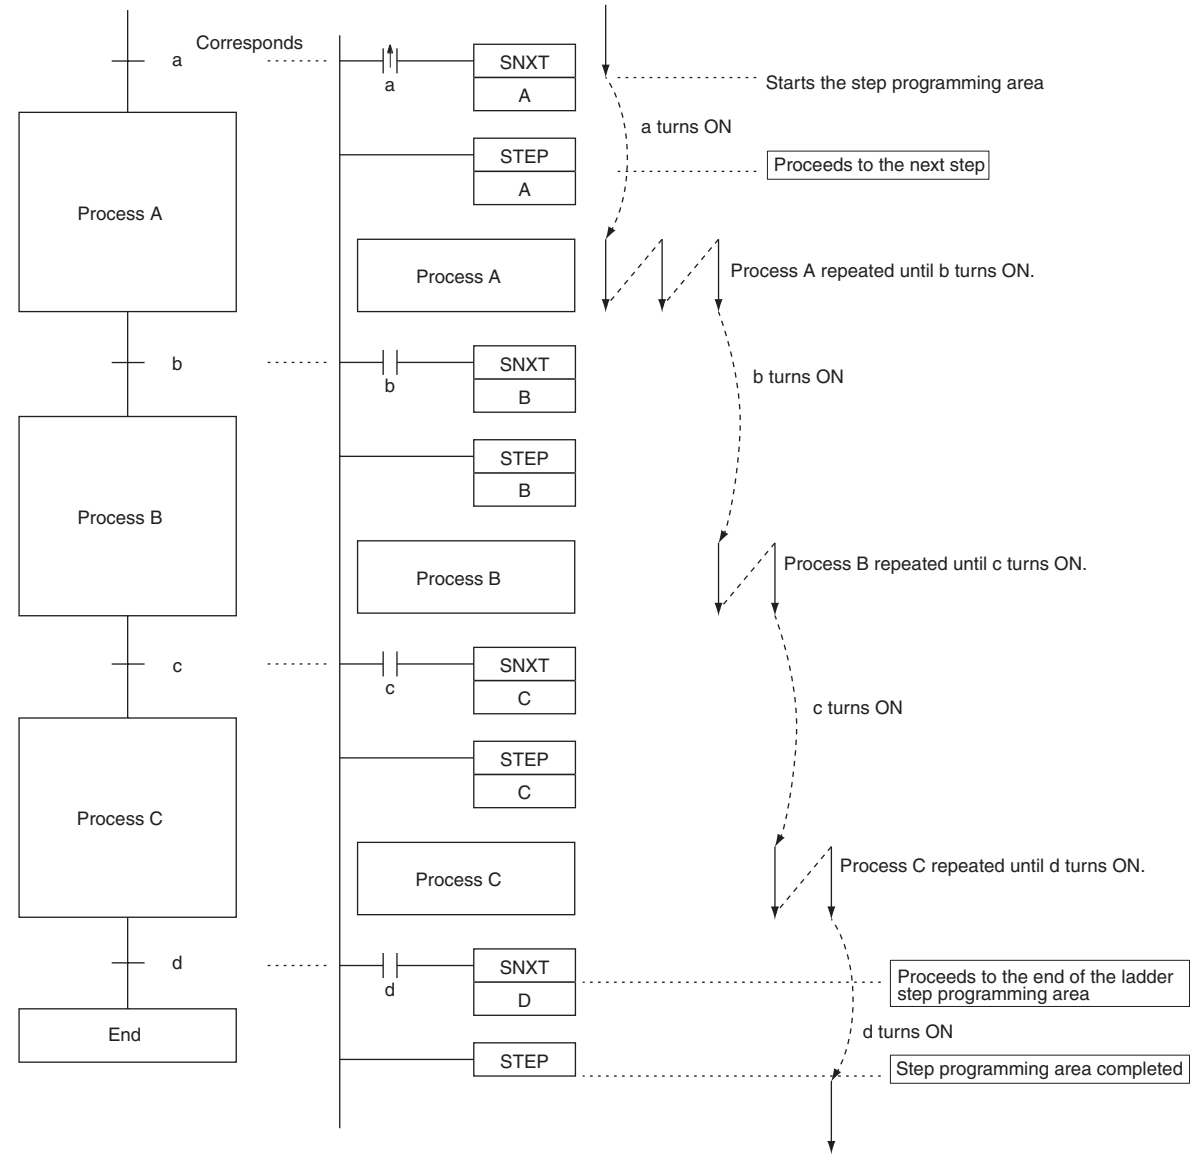 Corresponds
a
a
SNXT
A
Starts the step programming area
a turns ON
STEP
A
Proceeds to the next step
Process A
Process A
Process A repeated until b turns ON.
b
b
SNXT
B
b turns ON
STEP
B
Process B
Process B
Process B repeated until c turns ON.
c
c
SNXT
C
c turns ON
STEP
C
Process C
Process C
Process C repeated until d turns ON.
d
d
SNXT
D
Proceeds to the end of the ladder
step programming area
End
d turns ON
STEP
Step programming area completed